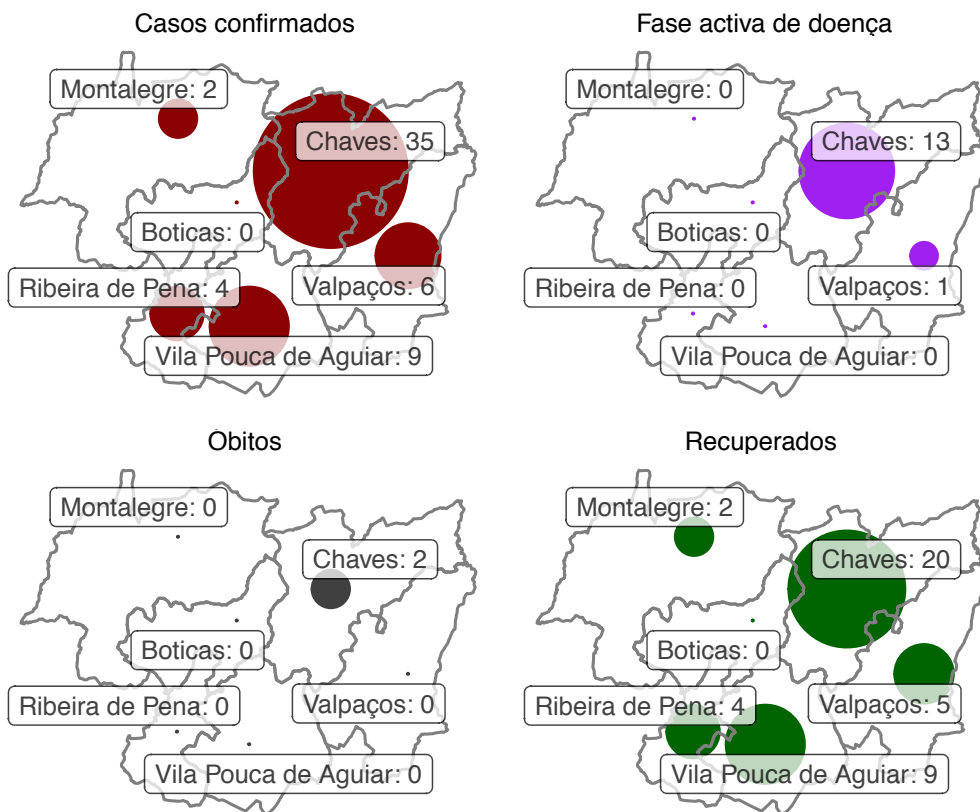 Casos confirmados
Montalegre: 2
Chaves: 35
Boticas: 0
Ribeira de Pena: 4
Valpaços: 6
Vila Pouca de Aguiar: 9
Fase activa de doença
Montalegre: 0
Chaves: 13
Boticas: 0
Ribeira de Pena: 0
Valpaços: 1
Vila Pouca de Aguiar: 0
Óbitos
Montalegre: 0
Chaves: 2
Boticas: 0
Ribeira de Pena: 0
Valpaços: 0
Vila Pouca de Aguiar: 0
Recuperados
Montalegre: 2
Chaves: 20
Boticas: 0
Ribeira de Pena: 4
Valpaços: 5
Vila Pouca de Aguiar: 9